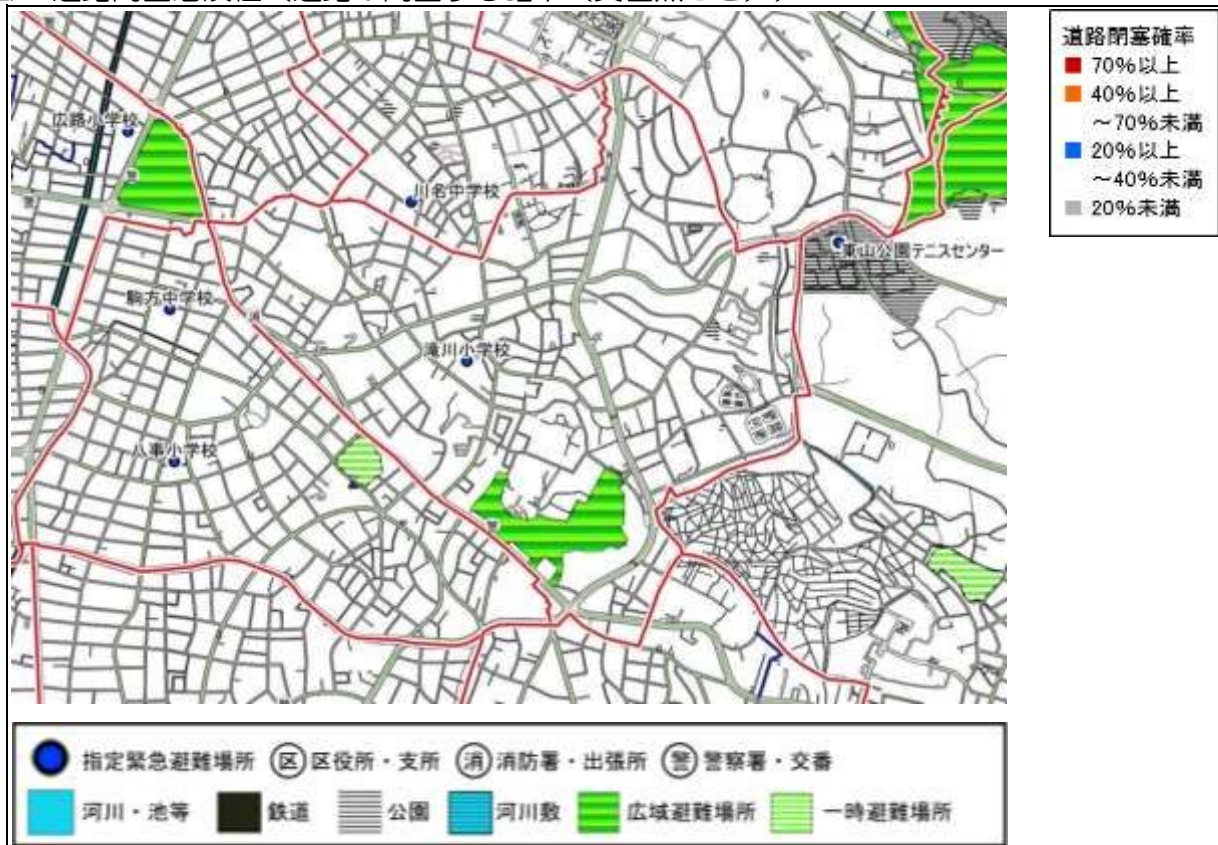 道路閉塞確率
70%以上
40%以上
～70%未満
20%以上
～40%未満
20%未満
広路小学校
川名中学校
東山公園テニスセンター
駒方中学校
滝川小学校
八事小学校
指定緊急避難場所 区 区役所・支所 消 消防署・出張所 警 警察署・交番
河川・池等 鉄道 公園 河川敷 広域避難場所 一時避難場所